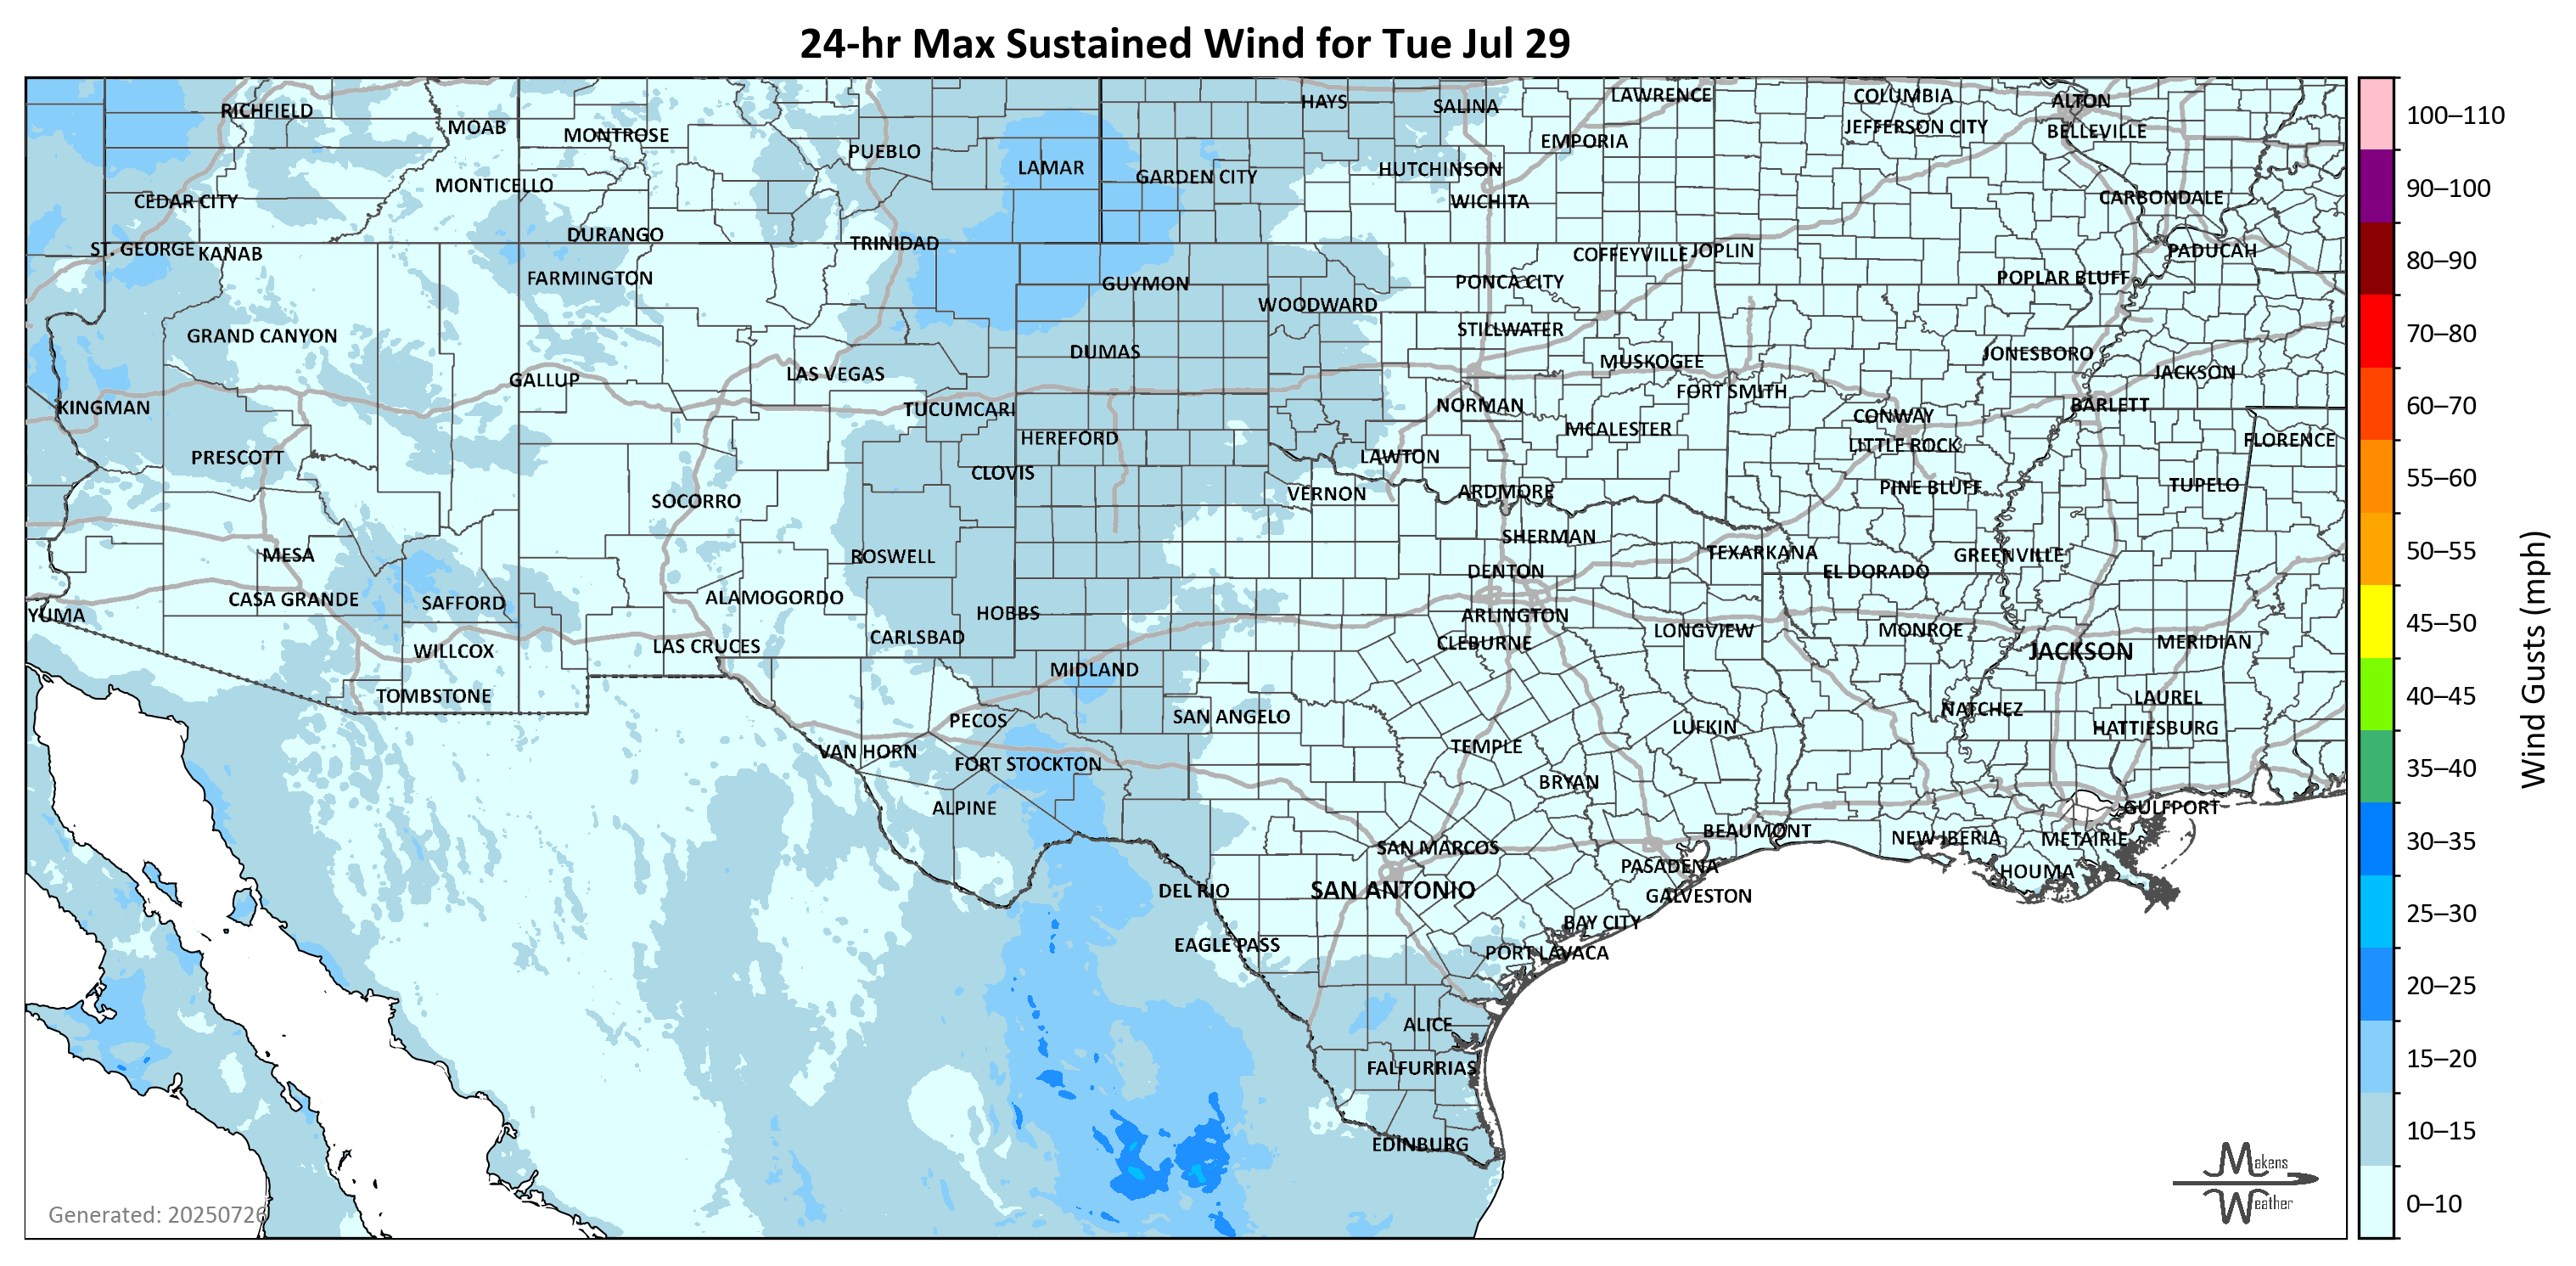 24-hr Max Sustained Wind for Tue Jul 29
RICHFIELD
MOAB
MONTROSE
PUEBLO
LAMAR
HAYS
SALINA
LAWRENCE
COLUMBIA
ALTON
EMPORIA
JEFFERSON CITY
BELLEVILLE
MONTICELLO
GARDEN CITY
HUTCHINSON
CEDAR CITY
WICHITA
CARBONDALE
ST. GEORGE
KANAB
DURANGO
TRINIDAD
COFFEYVILLE
JOPLIN
PADUCAH
FARMINGTON
GUYMON
PONCA CITY
POPLAR BLUFF
WOODWARD
GRAND CANYON
STILLWATER
DUMAS
MUSKOGEE
JONESBORO
GALLUP
LAS VEGAS
FORT SMITH
JACKSON
KINGMAN
TUCUMCARI
NORMAN
CONWAY
BARLETT
HEREFORD
MCALESTER
LITTLE ROCK
FLORENCE
PRESCOTT
CLOVIS
LAWTON
SOCORRO
VERNON
ARDMORE
PINE BLUFF
TUPELO
MESA
ROSWELL
SHERMAN
TEXARKANA
GREENVILLE
DENTON
EL DORADO
YUMA
CASA GRANDE
SAFFORD
ALAMOGORDO
HOBBS
ARLINGTON
WILLCOX
LAS CRUCES
CARLSBAD
CLEBURNE
LONGVIEW
MONROE
JACKSON
MERIDIAN
TOMBSTONE
MIDLAND
LAUREL
PECOS
SAN ANGELO
LUFKIN
NATCHEZ
HATTIESBURG
VAN HORN
FORT STOCKTON
TEMPLE
BRYAN
ALPINE
GULFPORT
SAN MARCOS
BEAUMONT
NEW IBERIA
METAIRIE
DEL RIO
SAN ANTONIO
PASADENA
HOUMA
GALVESTON
EAGLE PASS
BAY CITY
PORT LAVACA
ALICE
FALFURRIAS
EDINBURG
Generated: 20250726
Makens
Weather
100–110
90–100
80–90
70–80
60–70
55–60
50–55
45–50
40–45
35–40
30–35
25–30
20–25
15–20
10–15
0–10
Wind Gusts (mph)